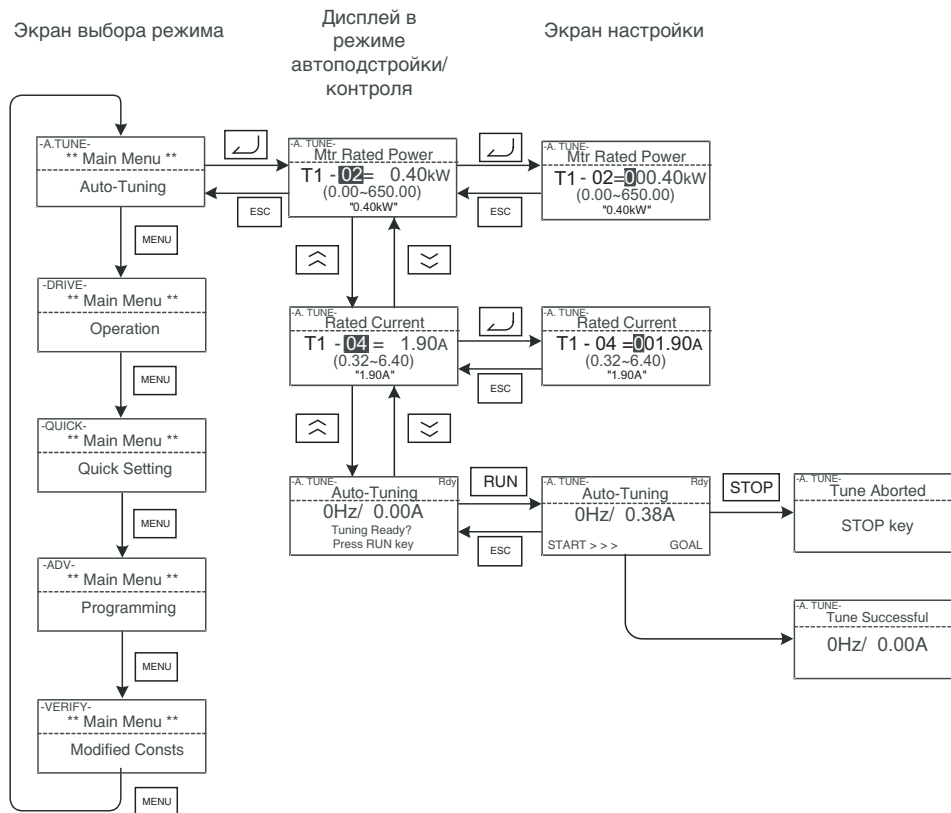 Экран выбора режима
Дисплей в
режиме
автоподстройки/
контроля
Экран настройки
-A.TUNE-
** Main Menu **
Auto-Tuning
ESC
-A. TUNE-
Mtr Rated Power
T1 - 02= 0.40kW
(0.00~650.00)
"0.40kW"
ESC
-A. TUNE-
Mtr Rated Power
T1 - 02=000.40kW
(0.00~650.00)
"0.40kW"
MENU
-DRIVE-
** Main Menu **
Operation
-A. TUNE-
Rated Current
T1 - 04 = 1.90A
(0.32~6.40)
"1.90A"
ESC
-A. TUNE-
Rated Current
T1 - 04 =001.90A
(0.32~6.40)
"1.90A"
MENU
-QUICK-
** Main Menu **
Quick Setting
-A. TUNE-
Rdy
Auto-Tuning
0Hz/ 0.00A
Tuning Ready?
Press RUN key
RUN
ESC
-A. TUNE-
Rdy
Auto-Tuning
0Hz/ 0.38A
START > > > GOAL
STOP
-A. TUNE-
Tune Aborted
STOP key
MENU
-ADV-
** Main Menu **
Programming
-A. TUNE-
Tune Successful
0Hz/ 0.00A
MENU
-VERIFY-
** Main Menu **
Modified Consts
MENU